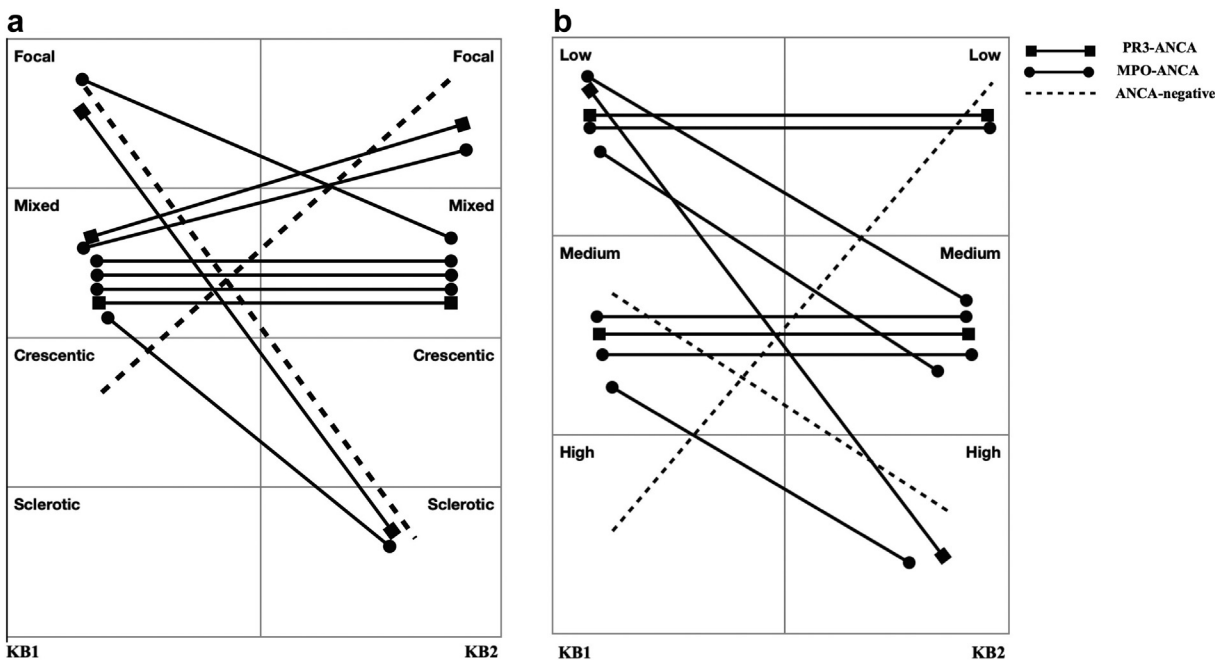 a
Focal
Focal
Mixed
Mixed
Crescentic
Crescentic
Sclerotic
Sclerotic
KB1
KB2
b
Low
Low
Medium
Medium
High
High
KB1
KB2
PR3-ANCA
MPO-ANCA
ANCA-negative